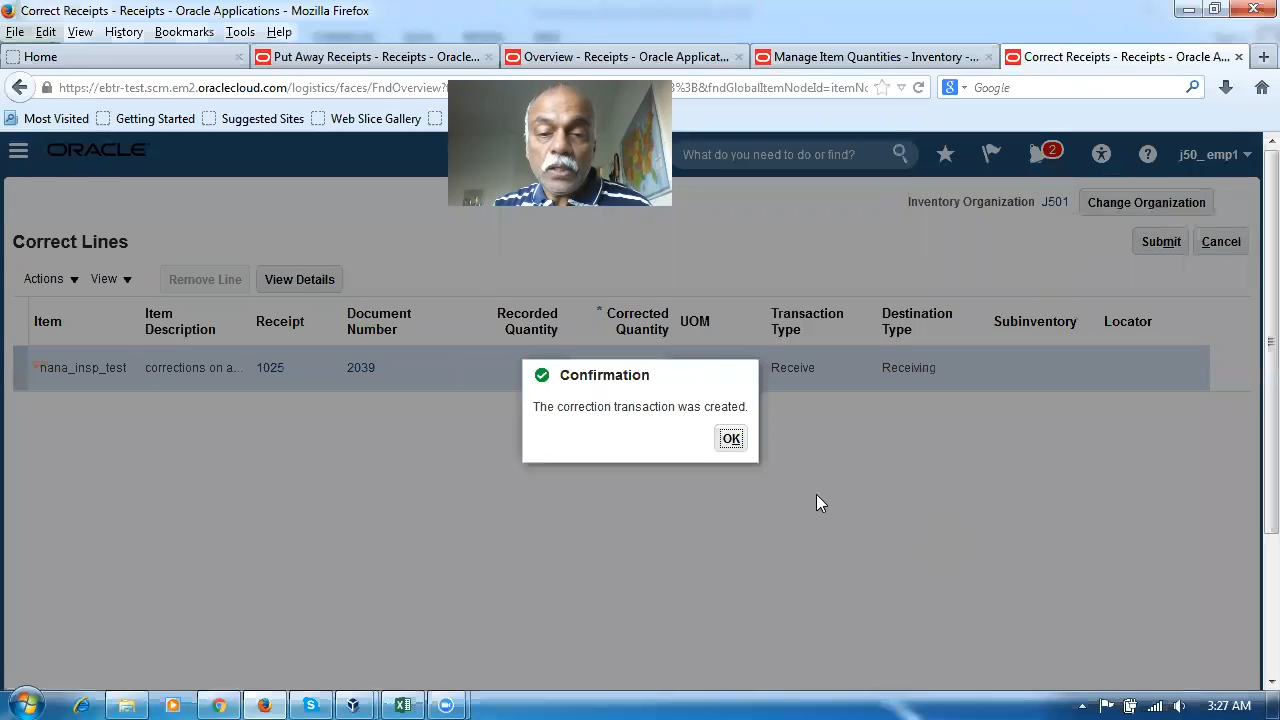 Correct Receipts - Receipts - Oracle Applications - Mozilla Firefox
File Edit View History Bookmarks Tools Help
Home Put Away Receipts - Receipts - Oracle... Overview - Receipts - Oracle Applicat... Manage Item Quantities - Inventory -... Correct Receipts - Receipts - Oracle A...
https://ebtr-test.scm.em2.oraclecloud.com/logistics/faces/FndOverview? %3B&fndGlobalItemNodeId=itemNo Google
Most Visited Getting Started Suggested Sites Web Slice Gallery
ORACLE What do you need to do or find? 2 j50_emp1
Inventory Organization J501 Change Organization
Correct Lines Submit Cancel
Actions View Remove Line View Details
Item Item Description Receipt Document Number Recorded Quantity * Corrected Quantity UOM Transaction Type Destination Type Subinventory Locator
nana_insp_test corrections on a... 1025 2039 Receive Receiving
Confirmation
The correction transaction was created.
OK
3:27 AM